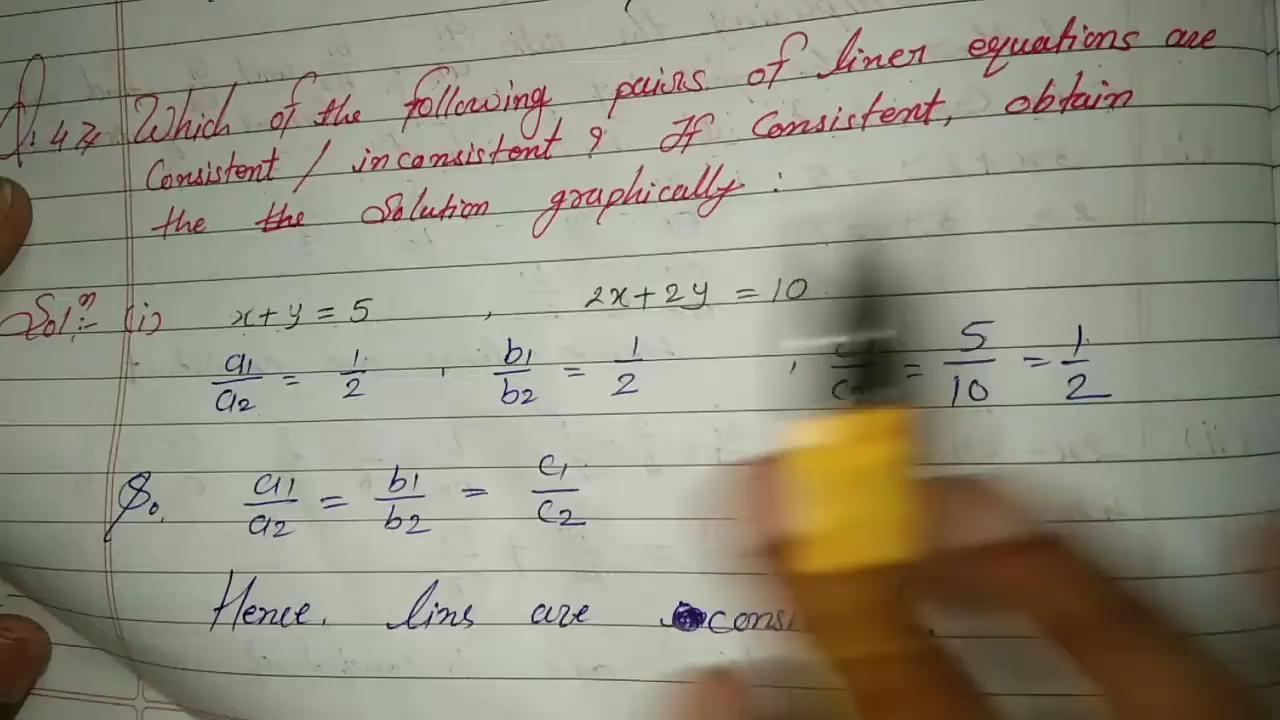 Q.4 Which of the following pairs of liner equations are
Consistent / inconsistent? If Consistent, obtain
the the Solution graphically:
Solⁿ:- (i) x+y = 5 , 2x+2y = 10
a1/a2 = 1/2 , b1/b2 = 1/2 , = 5/10 = 1/2
So, a1/a2 = b1/b2 = c1/c2
Hence, lins are